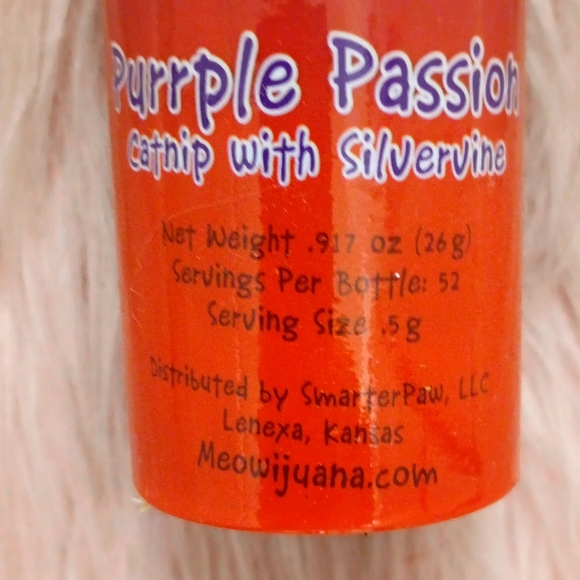 Purrple Passion
Catnip with Silvervine
Net Weight .917 oz (26g)
Servings Per Bottle: 52
Serving Size .5g
Distributed by SmarterPaw, LLC
Lenexa, Kansas
Meowijuana.com